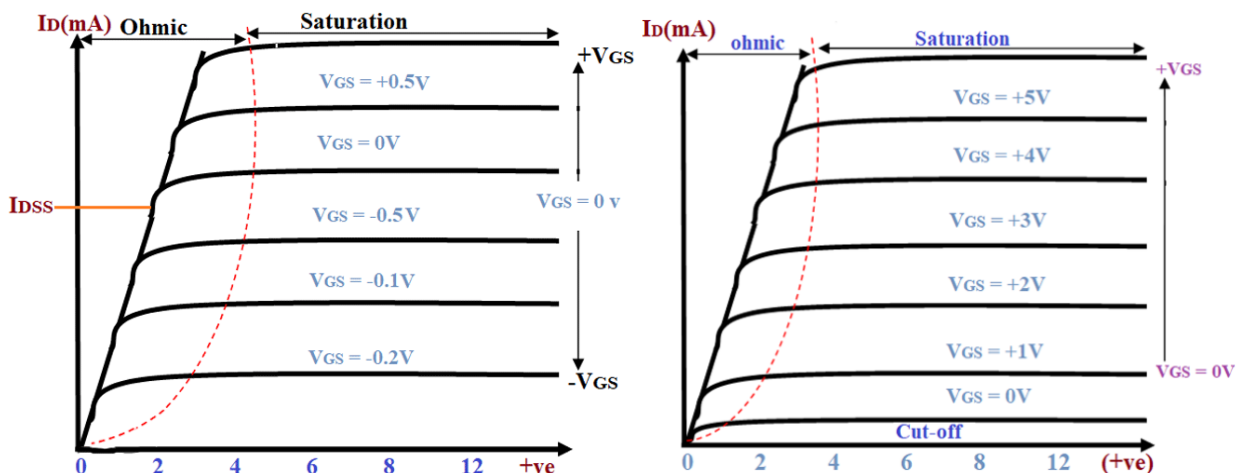 ID(mA)
Ohmic
Saturation
+VGS
VGS = +0.5V
VGS = 0V
VGS = 0 v
IDSS
VGS = -0.5V
VGS = -0.1V
VGS = -0.2V
-VGS
0 2 4 6 8 12 +ve
ID(mA)
ohmic
Saturation
+VGS
VGS = +5V
VGS = +4V
VGS = +3V
VGS = +2V
VGS = +1V
VGS = 0V
VGS = 0V
Cut-off
0 2 4 6 8 12 (+ve)